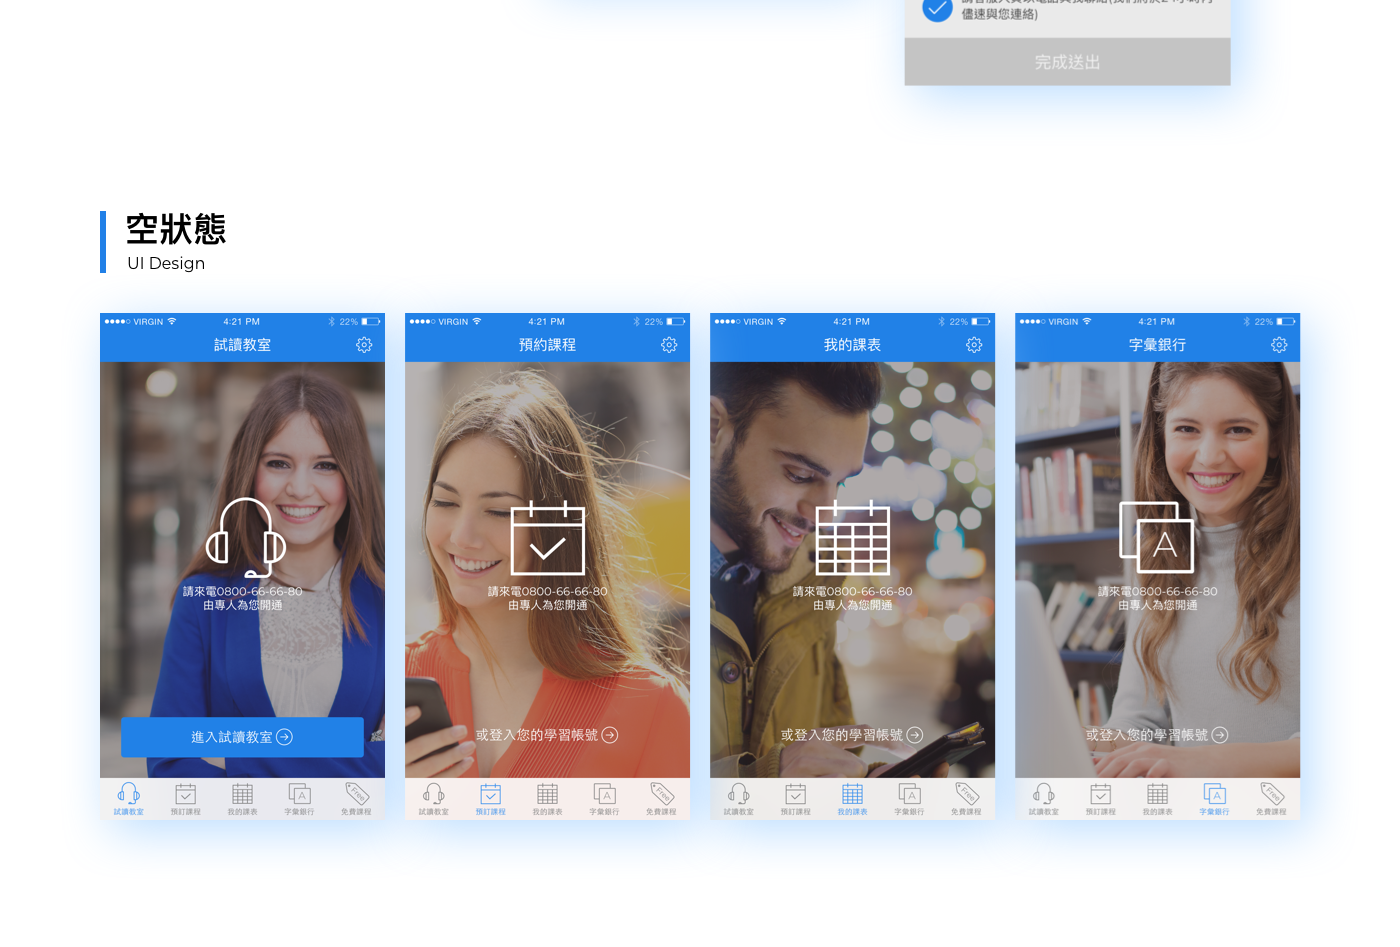 儘速與您連絡)
完成送出
空狀態
UI Design
VIRGIN 4:21 PM 22%
試讀教室
請來電0800-66-66-80
由專人為您開通
進入試讀教室
試讀教室 預訂課程 我的課表 字彙銀行 Free 免費課程
VIRGIN 4:21 PM 22%
預約課程
請來電0800-66-66-80
由專人為您開通
或登入您的學習帳號
試讀教室 預訂課程 我的課表 字彙銀行 Free 免費課程
VIRGIN 4:21 PM 22%
我的課表
請來電0800-66-66-80
由專人為您開通
或登入您的學習帳號
試讀教室 預訂課程 我的課表 字彙銀行 Free 免費課程
VIRGIN 4:21 PM 22%
字彙銀行
A
請來電0800-66-66-80
由專人為您開通
或登入您的學習帳號
試讀教室 預訂課程 我的課表 字彙銀行 Free 免費課程